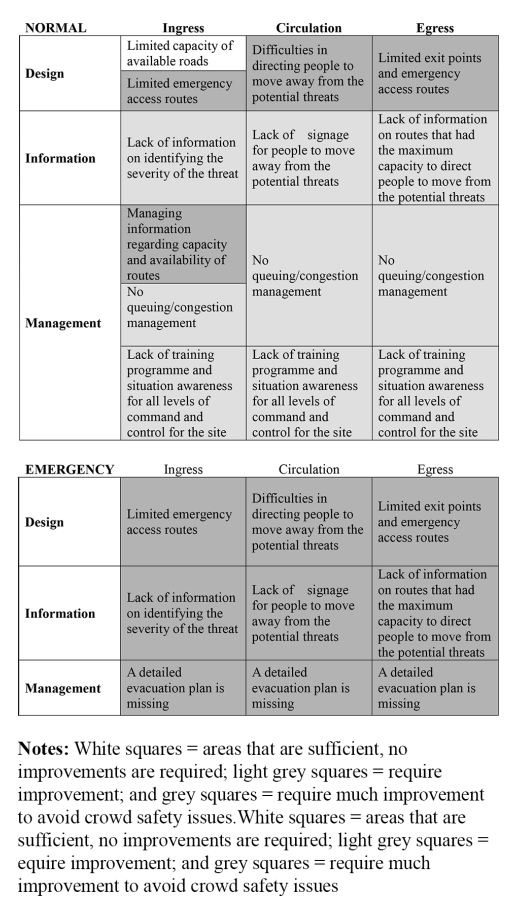 NORMAL Ingress Circulation Egress
Design
Limited capacity of
available roads
Limited emergency
access routes
Difficulties in
directing people to
move away from the
potential threats
Limited exit points
and emergency
access routes
Information
Lack of information
on identifying the
severity of the threat
Lack of signage
for people to move
away from the
potential threats
Lack of information
on routes that had
the maximum
capacity to direct
people to move from
the potential threats
Management
Managing
information
regarding capacity
and availability of
routes
No
queuing/congestion
management
No
queuing/congestion
management
No
queuing/congestion
management
Lack of training
programme and
situation awareness
for all levels of
command and
control for the site
Lack of training
programme and
situation awareness
for all levels of
command and
control for the site
Lack of training
programme and
situation awareness
for all levels of
command and
control for the site
EMERGENCY Ingress Circulation Egress
Design
Limited emergency
access routes
Difficulties in
directing people to
move away from the
potential threats
Limited exit points
and emergency
access routes
Information
Lack of information
on identifying the
severity of the threat
Lack of signage
for people to move
away from the
potential threats
Lack of information
on routes that had
the maximum
capacity to direct
people to move from
the potential threats
Management
A detailed
evacuation plan is
missing
A detailed
evacuation plan is
missing
A detailed
evacuation plan is
missing
Notes: White squares = areas that are sufficient, no
improvements are required; light grey squares = require
improvement; and grey squares = require much improvement
to avoid crowd safety issues.White squares = areas that are
sufficient, no improvements are required; light grey squares =
equire improvement; and grey squares = require much
improvement to avoid crowd safety issues